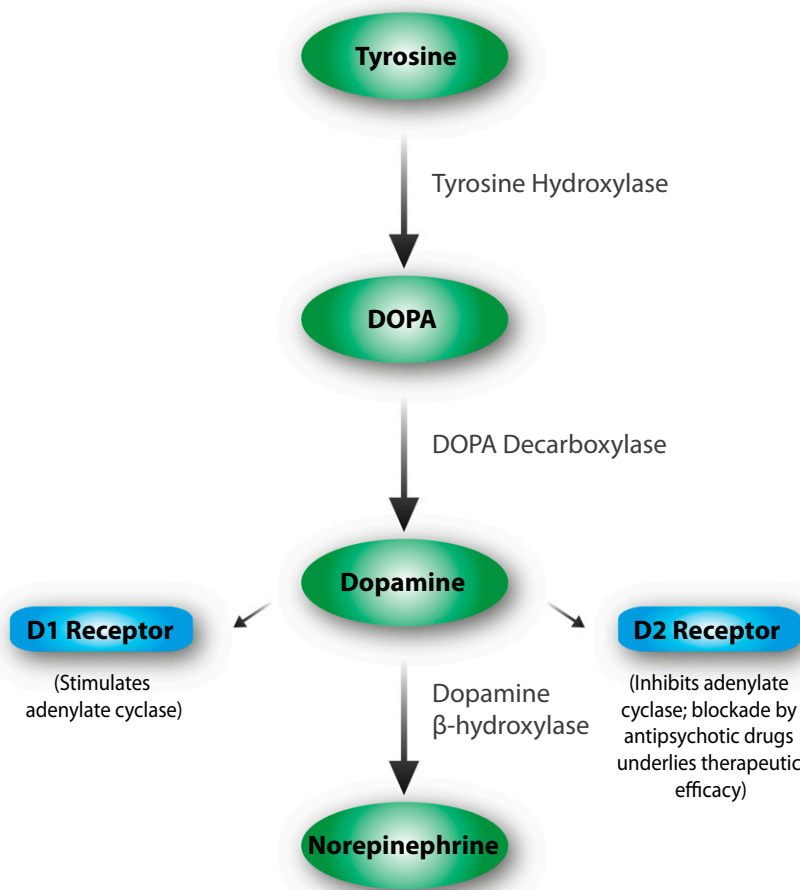 Tyrosine
Tyrosine Hydroxylase
DOPA
DOPA Decarboxylase
Dopamine
D1 Receptor
(Stimulates
adenylate cyclase)
D2 Receptor
(Inhibits adenylate
cyclase; blockade by
antipsychotic drugs
underlies therapeutic
efficacy)
Dopamine
β-hydroxylase
Norepinephrine